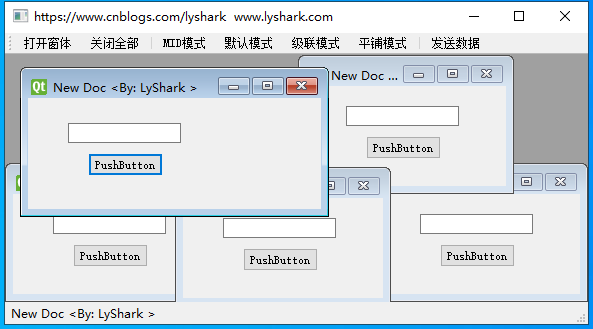 https://www.cnblogs.com/lyshark  www.lyshark.com
打开窗体 关闭全部 MID模式 默认模式 级联模式 平铺模式 发送数据
New Doc <By: LyShark >
New Doc ...
PushButton
PushButton
PushButton
PushButton
PushButton
New Doc <By: LyShark >